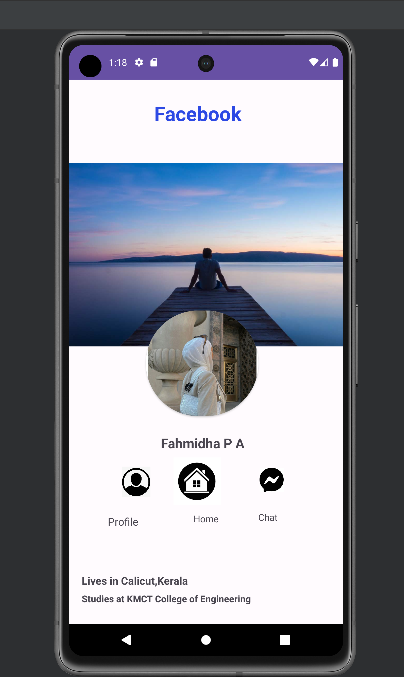 1:18
Facebook
Fahmidha P A
Profile
Home
Chat
Lives in Calicut,Kerala
Studies at KMCT College of Engineering